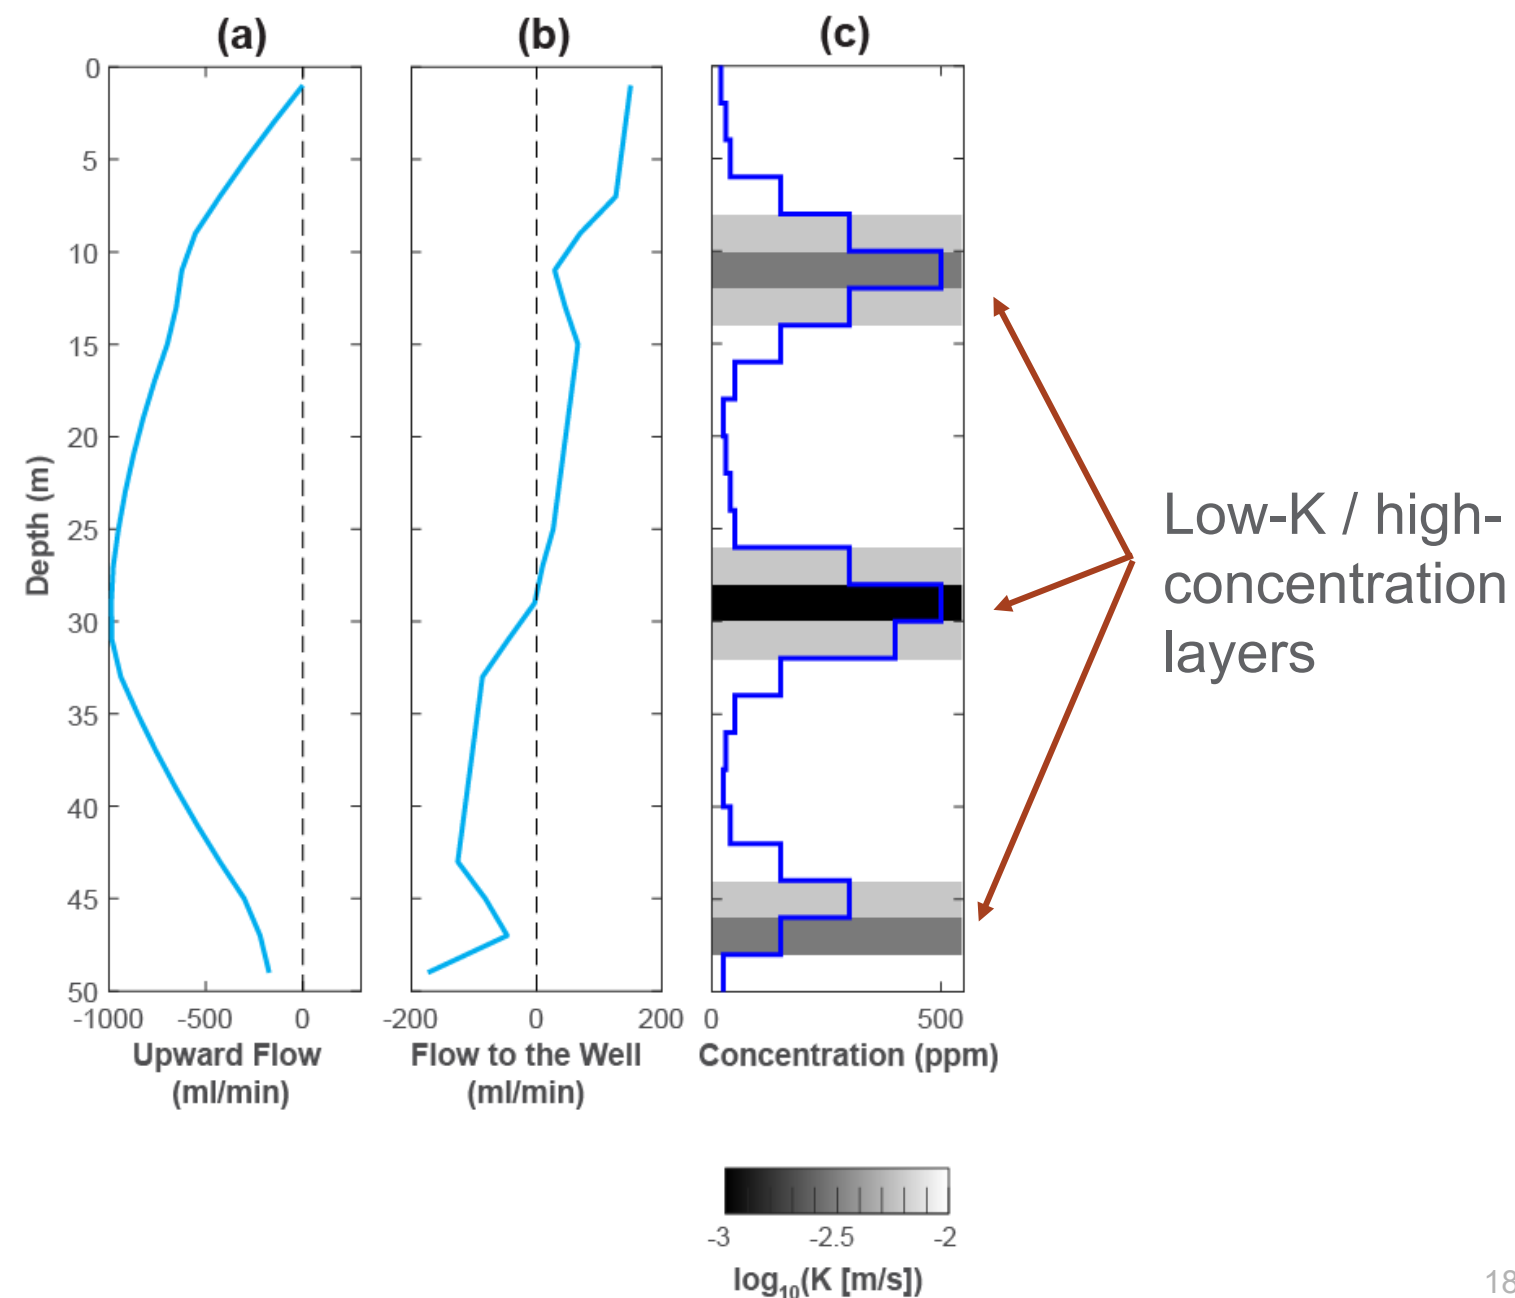 (a)
(b)
(c)
0
5
10
15
20
25
30
35
40
45
50
Depth (m)
-1000 -500 0
-200 0 200
0 500
Upward Flow
(ml/min)
Flow to the Well
(ml/min)
Concentration (ppm)
Low-K / high-
concentration
layers
-3 -2.5 -2
log₁₀(K [m/s])
18